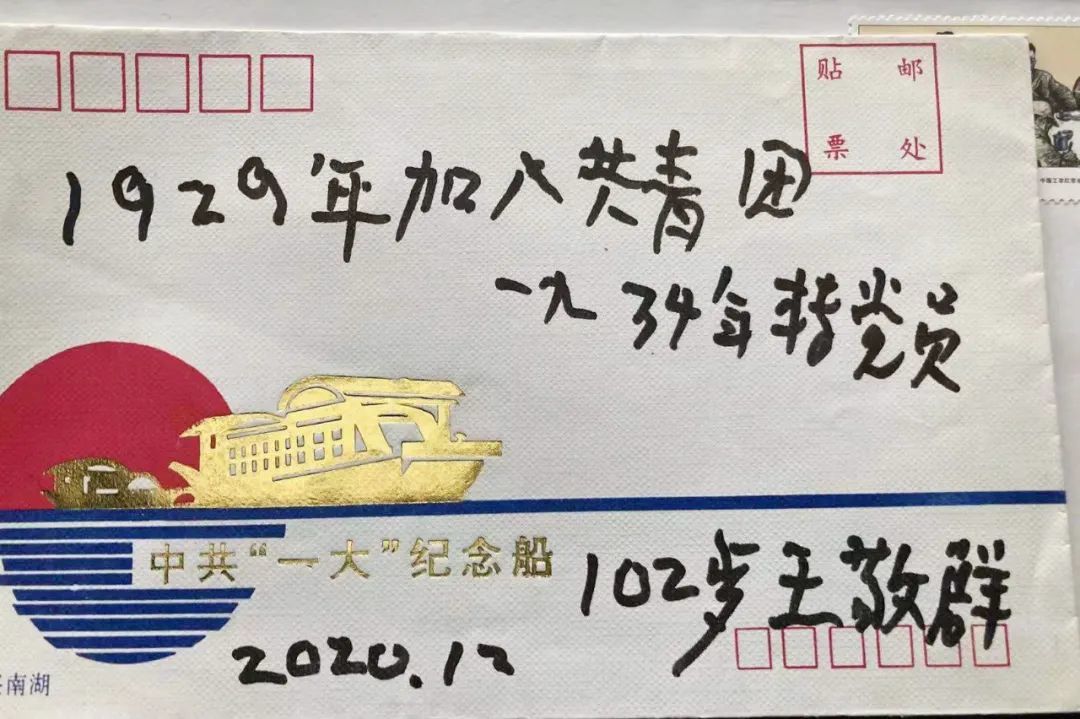 贴 邮
票 处
1929年加入共青团
一九34年转党员
中共“一大”纪念船
102岁王敬群
2020.12
南湖